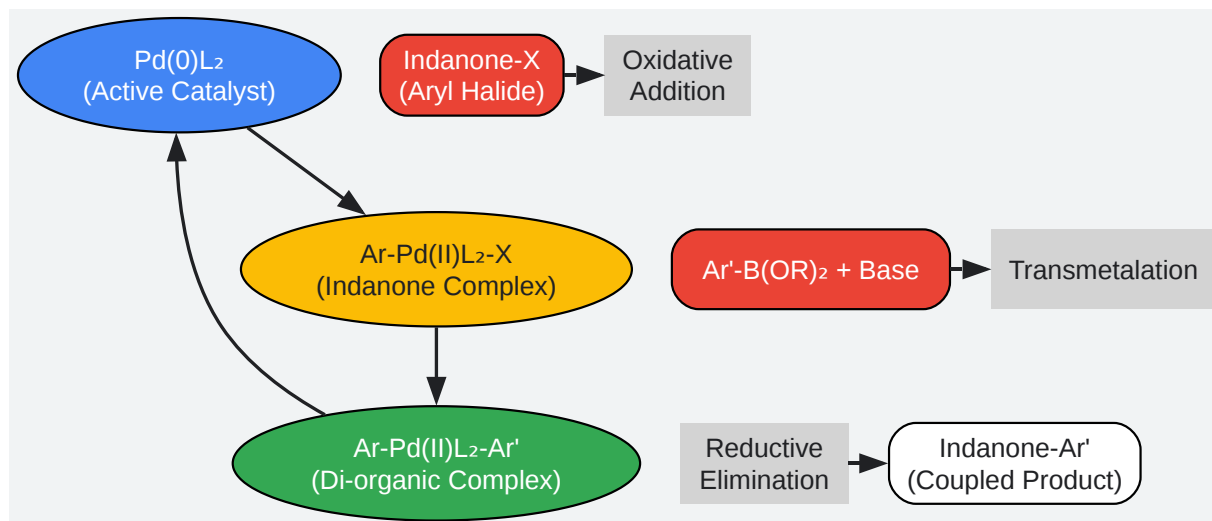 Pd(0)L₂
(Active Catalyst)
Indanone-X
(Aryl Halide)
Oxidative
Addition
Ar-Pd(II)L₂-X
(Indanone Complex)
Ar'-B(OR)₂ + Base
Transmetalation
Ar-Pd(II)L₂-Ar'
(Di-organic Complex)
Reductive
Elimination
Indanone-Ar'
(Coupled Product)